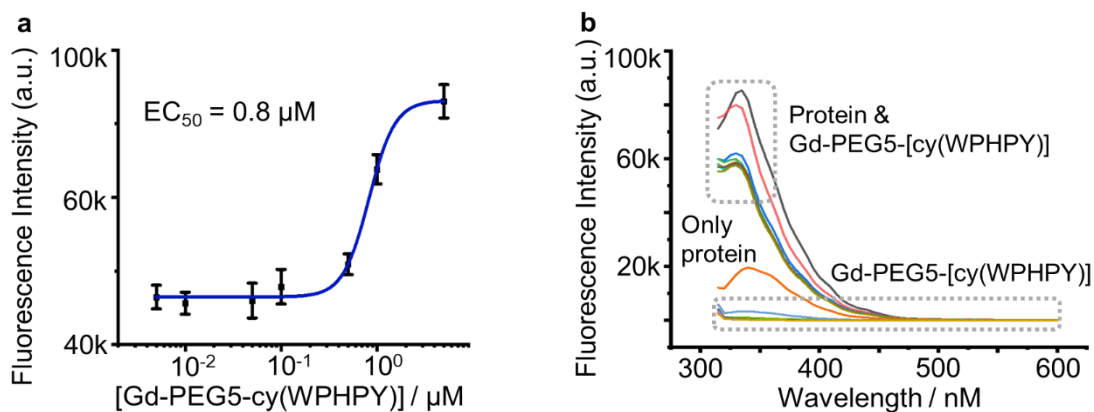 a
Fluorescence Intensity (a.u.)
100k
60k
40k
EC50 = 0.8 µM
10⁻² 10⁻¹ 10⁰
[Gd-PEG5-cy(WPHPY)] / µM
b
Fluorescence Intensity (a.u.)
100k
60k
20k
Protein &
Gd-PEG5-[cy(WPHPY)]
Only
protein
Gd-PEG5-[cy(WPHPY)]
300 400 500 600
Wavelength / nM